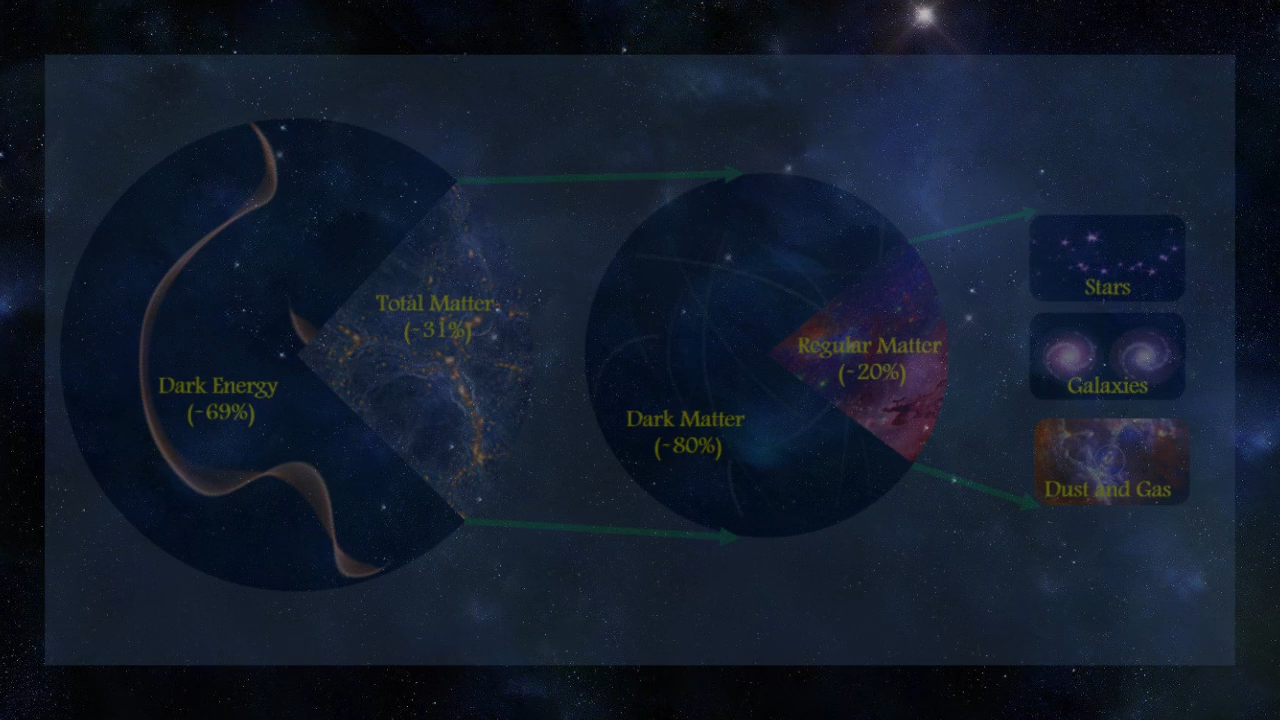 Total Matter
(~31%)
Dark Energy
(~69%)
Regular Matter
(~20%)
Dark Matter
(~80%)
Stars
Galaxies
Dust and Gas